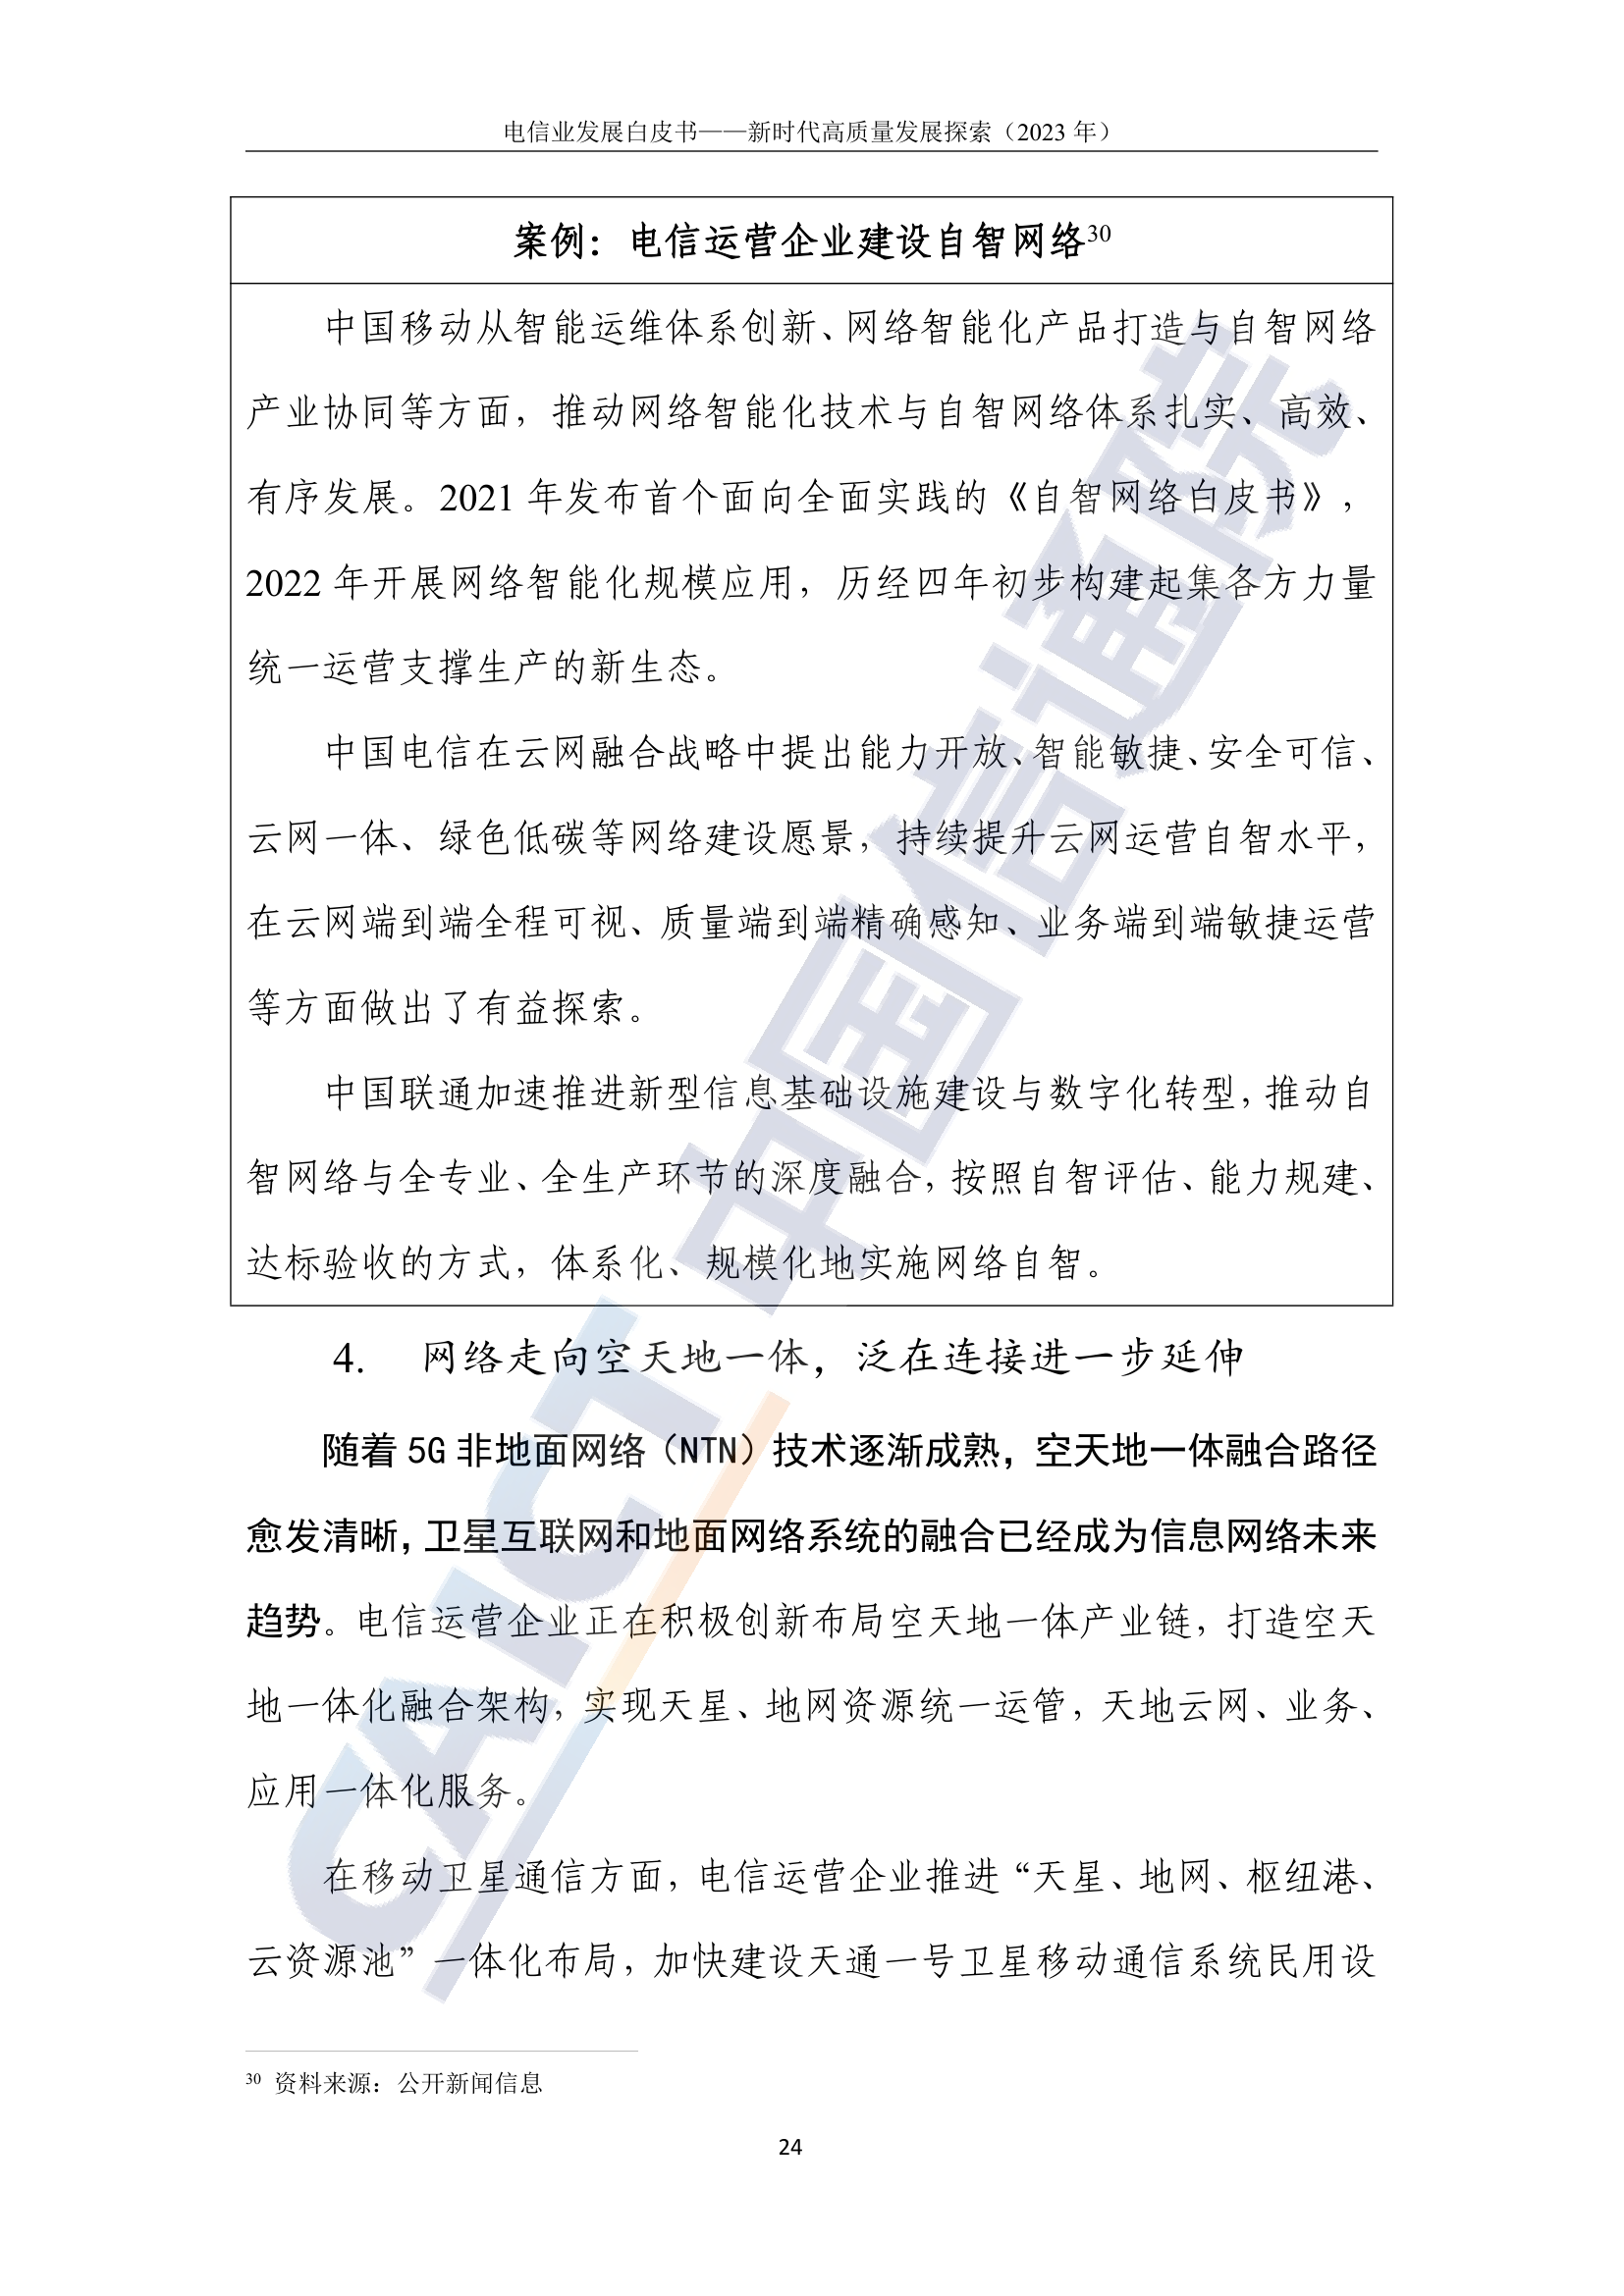 电信业发展白皮书——新时代高质量发展探索（2023 年）
案例：电信运营企业建设自智网络30
中国移动从智能运维体系创新、网络智能化产品打造与自智网络
产业协同等方面，推动网络智能化技术与自智网络体系扎实、高效、
有序发展。2021 年发布首个面向全面实践的《自智网络白皮书》，
2022 年开展网络智能化规模应用，历经四年初步构建起集各方力量
统一运营支撑生产的新生态。
中国电信在云网融合战略中提出能力开放、智能敏捷、安全可信、
云网一体、绿色低碳等网络建设愿景，持续提升云网运营自智水平，
在云网端到端全程可视、质量端到端精确感知、业务端到端敏捷运营
等方面做出了有益探索。
中国联通加速推进新型信息基础设施建设与数字化转型，推动自
智网络与全专业、全生产环节的深度融合，按照自智评估、能力规建、
达标验收的方式，体系化、规模化地实施网络自智。
4. 网络走向空天地一体，泛在连接进一步延伸
随着 5G 非地面网络（NTN）技术逐渐成熟，空天地一体融合路径
愈发清晰，卫星互联网和地面网络系统的融合已经成为信息网络未来
趋势。电信运营企业正在积极创新布局空天地一体产业链，打造空天
地一体化融合架构，实现天星、地网资源统一运管，天地云网、业务、
应用一体化服务。
在移动卫星通信方面，电信运营企业推进“天星、地网、枢纽港、
云资源池”一体化布局，加快建设天通一号卫星移动通信系统民用设
30 资料来源：公开新闻信息
24
CAICT 中国信通院